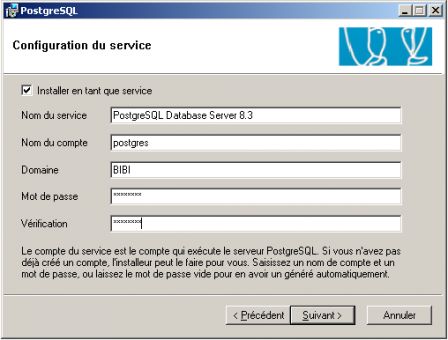 PostgreSQL
Configuration du service
Installer en tant que service
Nom du service PostgreSQL Database Server 8.3
Nom du compte postgres
Domaine BIBI
Mot de passe ********
Vérification ********
Le compte du service est le compte qui exécute le serveur PostgreSQL. Si vous n'avez pas
déjà créé un compte, l'installeur peut le faire pour vous. Saisissez un nom de compte et un
mot de passe, ou laissez le mot de passe vide pour en avoir un généré automatiquement.
< Précédent Suivant > Annuler